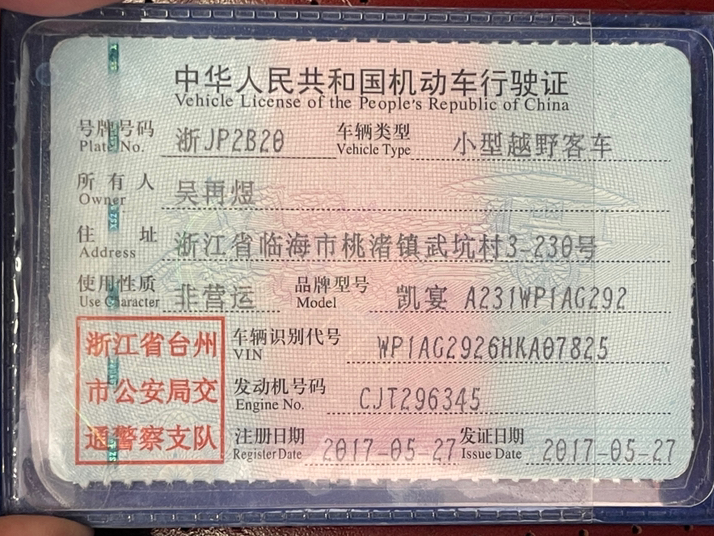 中华人民共和国机动车行驶证
Vehicle License of the People's Republic of China
号牌号码 浙JP2B20 车辆类型 小型越野客车
Plate No. Vehicle Type
所有人 吴再煜
Owner
住址 浙江省临海市桃渚镇武坑村3-230号
Address
使用性质 非营运 品牌型号 凯宴 A231WP1AG292
Use Character Model
浙江省台州
市公安局交
通警察支队
车辆识别代号 WP1AG2926HKA07825
VIN
发动机号码 CJT296345
Engine No.
注册日期 2017-05-27 发证日期 2017-05-27
Register Date Issue Date